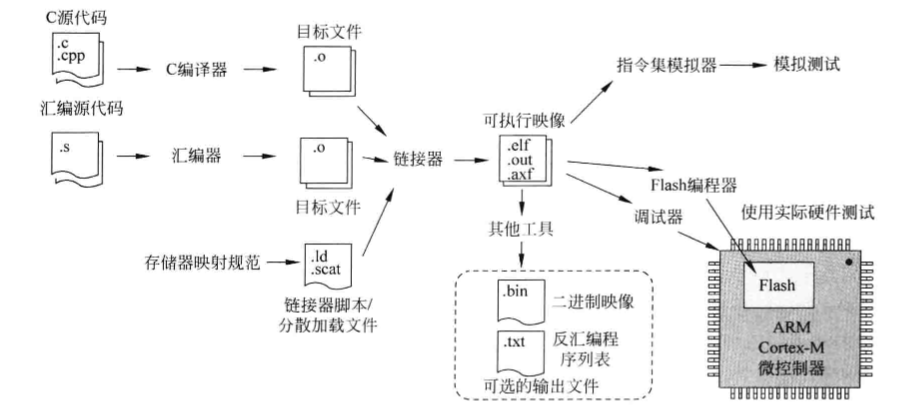 C源代码
.c
.cpp
C编译器
目标文件
.o
指令集模拟器
模拟测试
汇编源代码
.s
汇编器
.o
目标文件
链接器
可执行映像
.elf
.out
.axf
Flash编程器
调试器
使用实际硬件测试
其他工具
存储器映射规范
.ld
.scat
链接器脚本/
分散加载文件
.bin
二进制映像
.txt
反汇编程
序列表
可选的输出文件
Flash
ARM
Cortex-M
微控制器